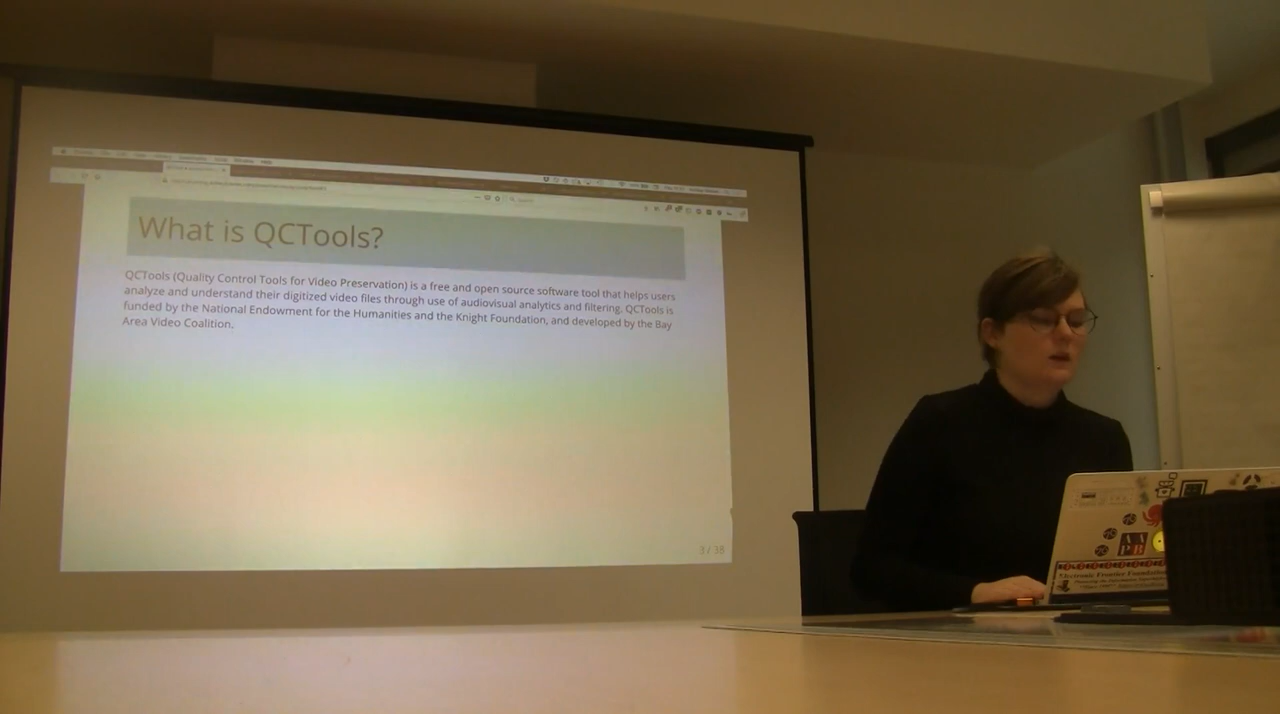 What is QCTools?
QCTools (Quality Control Tools for Video Preservation) is a free and open source software tool that helps users
analyze and understand their digitized video files through use of audiovisual analytics and filtering. QCTools is
funded by the National Endowment for the Humanities and the Knight Foundation, and developed by the Bay
Area Video Coalition.
3 / 38
AA
PB
Electronic Frontier Foundation